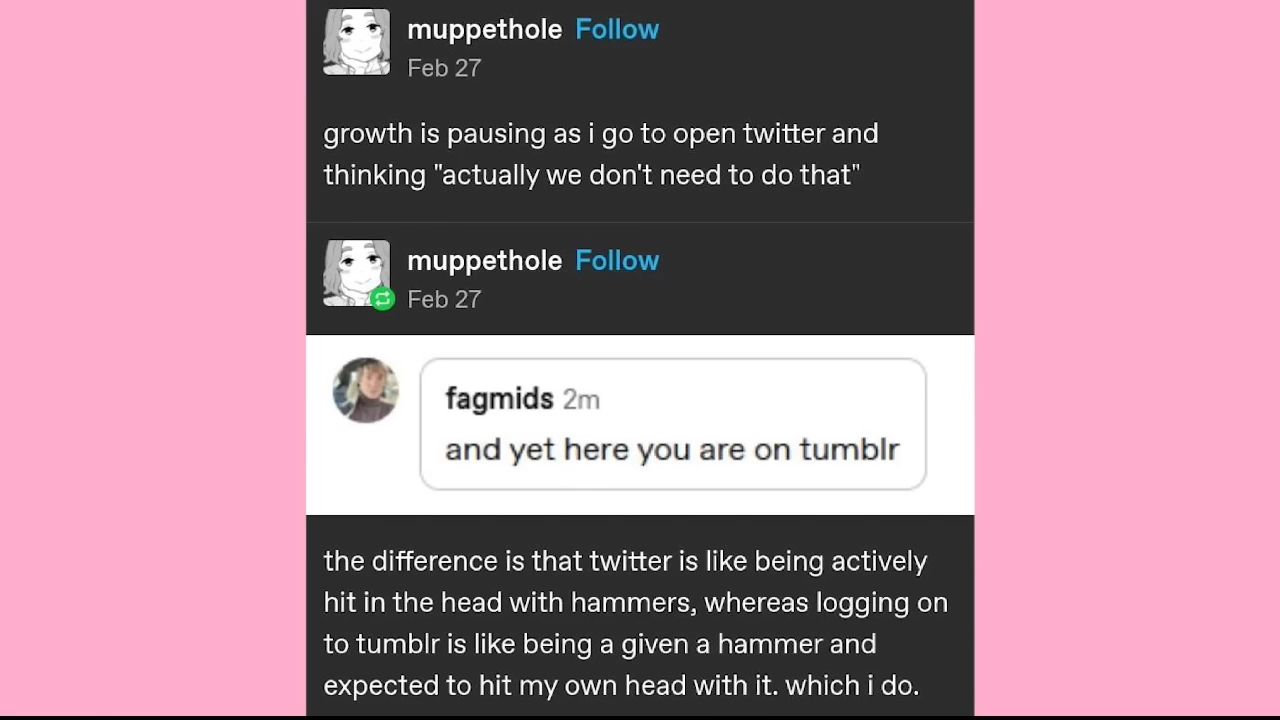 muppethole Follow
Feb 27
growth is pausing as i go to open twitter and
thinking "actually we don't need to do that"
muppethole Follow
Feb 27
fagmids 2m
and yet here you are on tumblr
the difference is that twitter is like being actively
hit in the head with hammers, whereas logging on
to tumblr is like being a given a hammer and
expected to hit my own head with it. which i do.